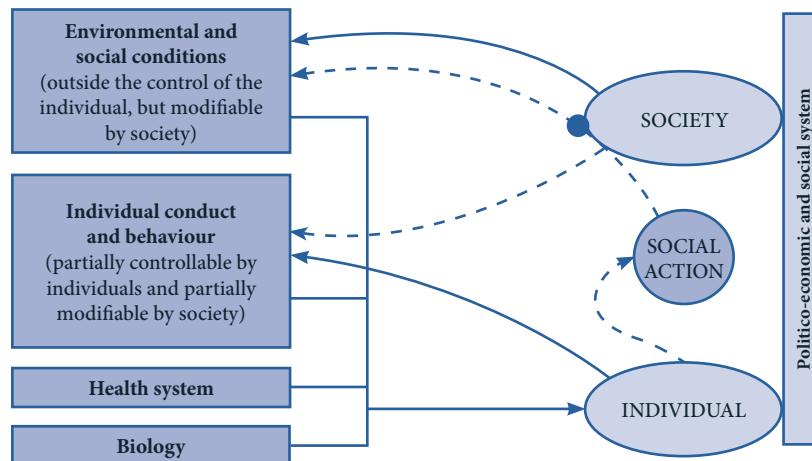 Environmental and
social conditions
(outside the control of the
individual, but modifiable
by society)
Individual conduct
and behaviour
(partially controllable by
individuals and partially
modifiable by society)
Health system
Biology
SOCIETY
SOCIAL
ACTION
INDIVIDUAL
Politico-economic and social system